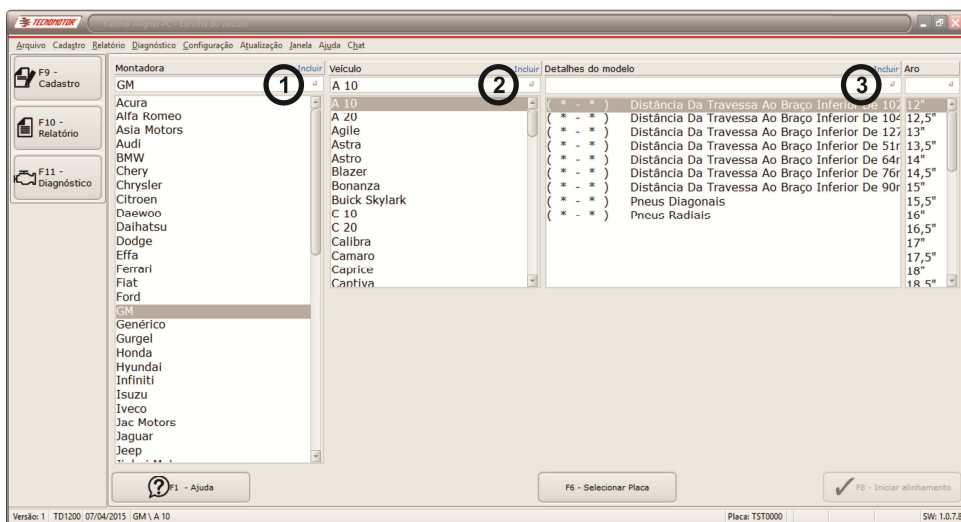 TECNOMOTOR
Rasther Aligner PC - Escolha do veículo
Arquivo Cadastro Relatório Diagnóstico Configuração Atualização Janela Ajuda Chat
F9 -
Cadastro
F10 -
Relatório
F11 -
Diagnóstico
Montadora Incluir
1
GM
Acura
Alfa Romeo
Asia Motors
Audi
BMW
Chery
Chrysler
Citroen
Daewoo
Daihatsu
Dodge
Effa
Ferrari
Fiat
Ford
GM
Genérico
Gurgel
Honda
Hyundai
Infiniti
Isuzu
Iveco
Jac Motors
Jaguar
Jeep
Veículo Incluir
2
A 10
A 10
A 20
Agile
Astra
Astro
Blazer
Bonanza
Buick Skylark
C 10
C 20
Calibra
Camaro
Caprice
Captiva
Detalhes do modelo Incluir
3
( * - * ) Distância Da Travessa Ao Braço Inferior De 102
( * - * ) Distância Da Travessa Ao Braço Inferior De 104
( * - * ) Distância Da Travessa Ao Braço Inferior De 127
( * - * ) Distância Da Travessa Ao Braço Inferior De 51r
( * - * ) Distância Da Travessa Ao Braço Inferior De 64r
( * - * ) Distância Da Travessa Ao Braço Inferior De 76r
( * - * ) Distância Da Travessa Ao Braço Inferior De 90r
( * - * ) Pneus Diagonais
( * - * ) Pneus Radiais
Aro
12"
12,5"
13"
13,5"
14"
14,5"
15"
15,5"
16"
16,5"
17"
17,5"
18"
18,5"
F1 - Ajuda
F6 - Selecionar Placa
F8 - Iniciar alinhamento
Versão: 1 TD1200 07/04/2015 GM \ A 10
Placa: TST0000
SW: 1.0.7.8